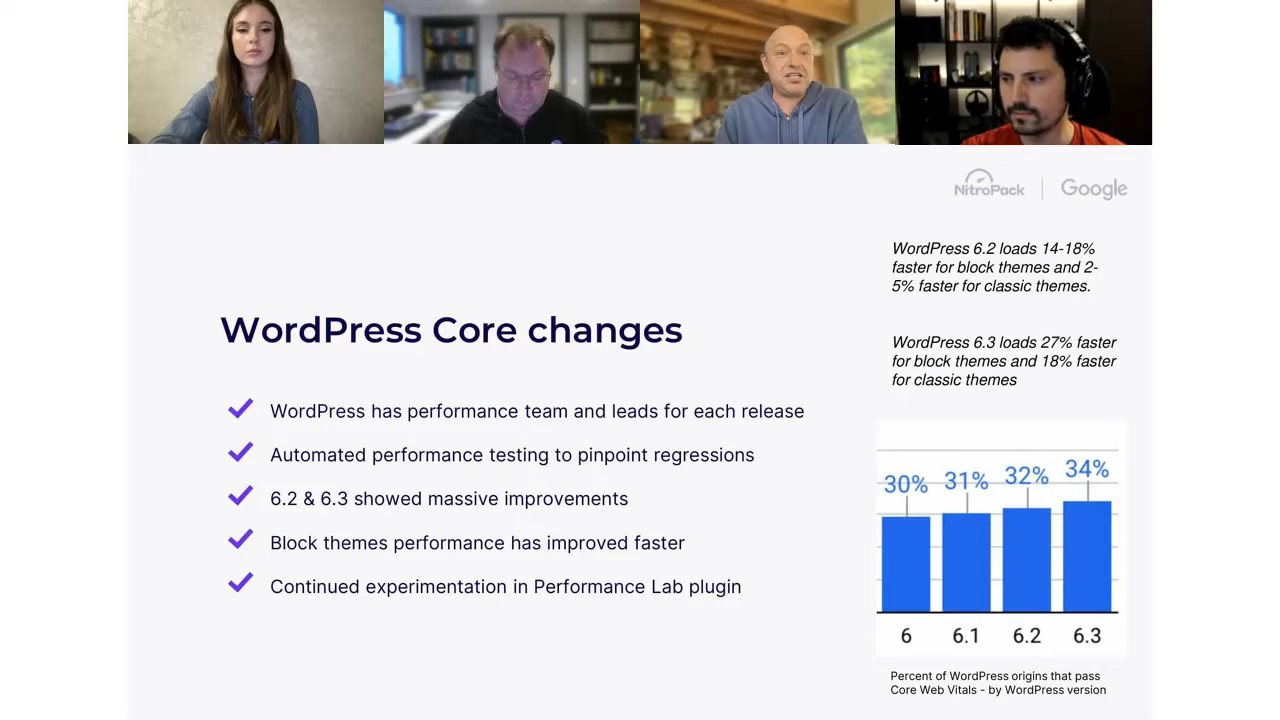 NitroPack | Google
WordPress 6.2 loads 14-18%
faster for block themes and 2-
5% faster for classic themes.
WordPress Core changes
WordPress 6.3 loads 27% faster
for block themes and 18% faster
for classic themes
WordPress has performance team and leads for each release
Automated performance testing to pinpoint regressions
6.2 & 6.3 showed massive improvements
Block themes performance has improved faster
Continued experimentation in Performance Lab plugin
30% 31% 32% 34%
6 6.1 6.2 6.3
Percent of WordPress origins that pass
Core Web Vitals - by WordPress version